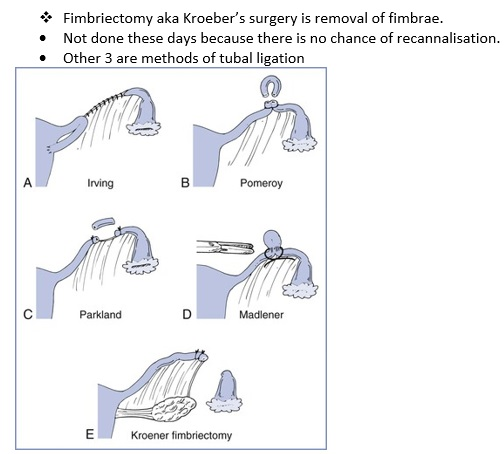 ❖ Fimbriectomy aka Kroeber’s surgery is removal of fimbrae.
• Not done these days because there is no chance of recannalisation.
• Other 3 are methods of tubal ligation
A Irving
B Pomeroy
C Parkland
D Madlener
E Kroener fimbriectomy